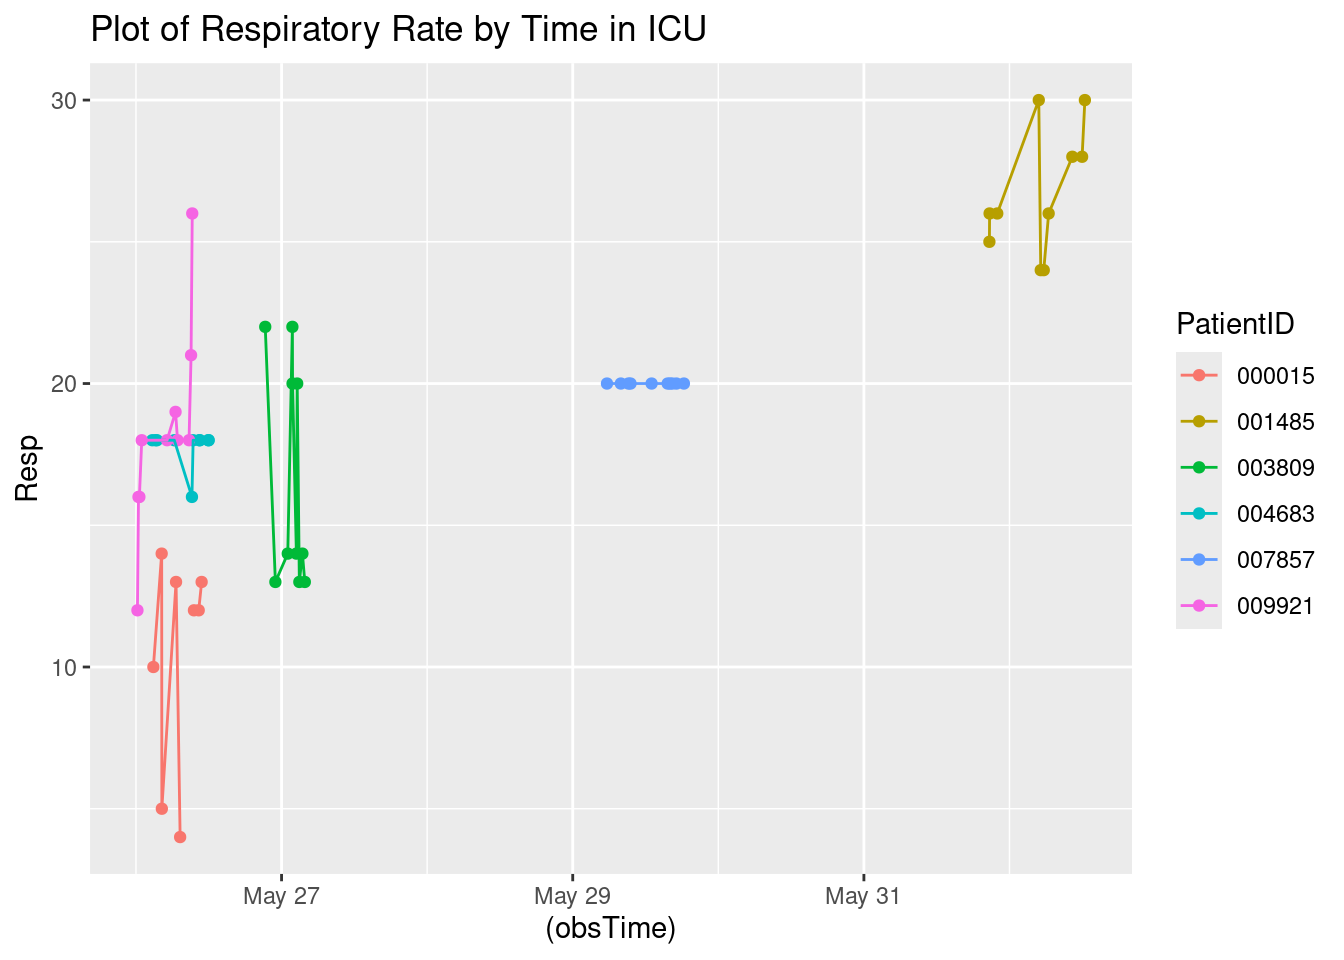 Plot of Respiratory Rate by Time in ICU
30
20
10
Resp
May 27
May 29
May 31
(obsTime)
PatientID
000015
001485
003809
004683
007857
009921